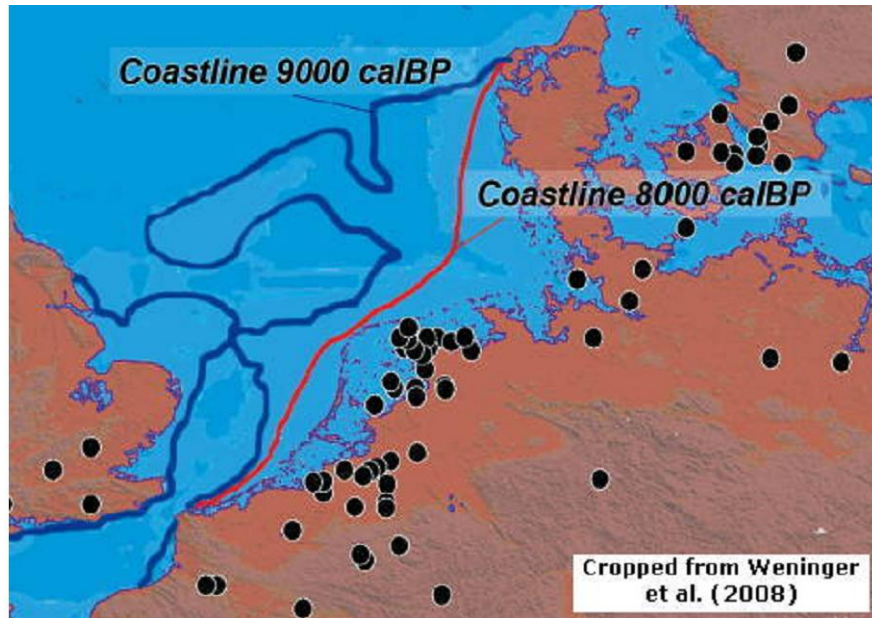 Coastline 9000 calBP
Coastline 8000 calBP
Cropped from Weninger
et al. (2008)